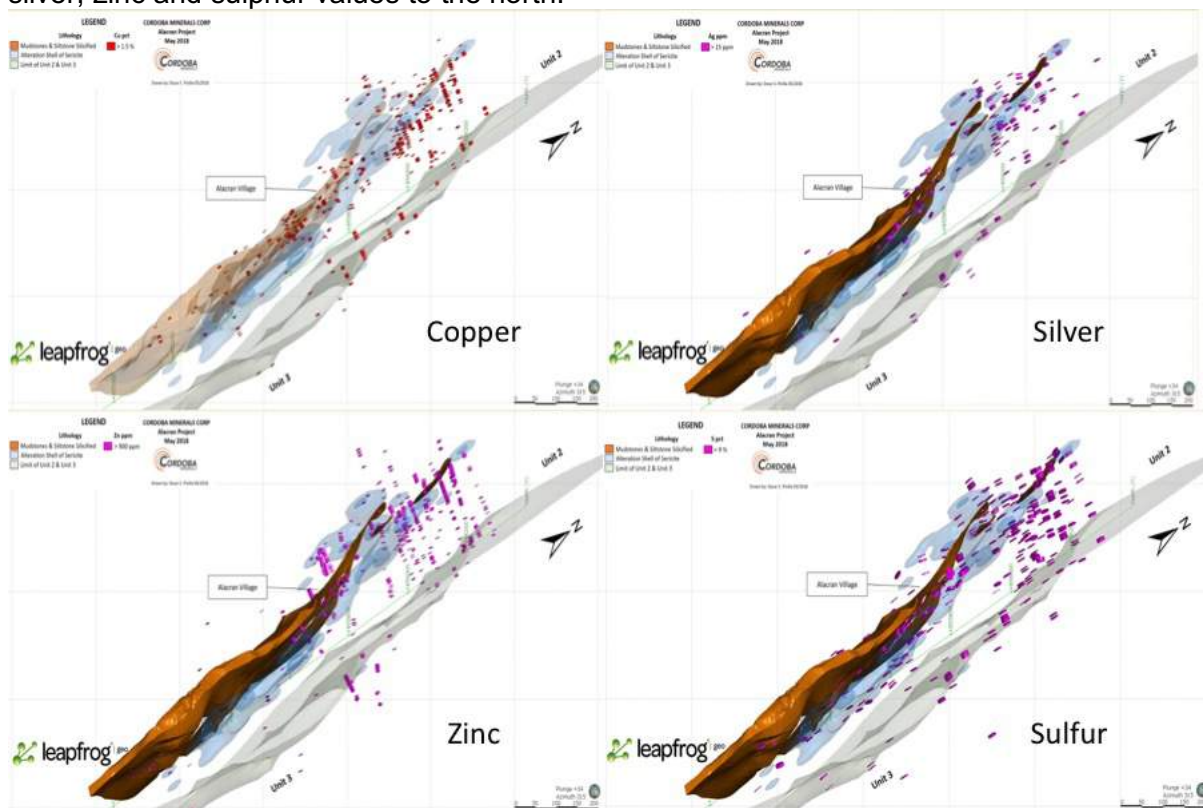 silver, zinc and sulphur values to the north.
LEGEND
Lithology Cu pct
Mudstones & Siltstone Silicified > 1.5 %
Alteration Shell of Sericite
Limit of Unit 2 & Unit 3
CORDOBA MINERALS CORP
Alacran Project
May 2018
CORDOBA
Unit 2
N
Alacran Village
Copper
leapfrog geo
Unit 3
LEGEND
Lithology Ag ppm
Mudstones & Siltstone Silicified
Alteration Shell of Sericite
Limit of Unit 2 & Unit 3
CORDOBA MINERALS CORP
Alacran Project
May 2018
CORDOBA
Unit 2
N
Alacran Village
Silver
leapfrog geo
Unit 3
LEGEND
Lithology Zn ppm
Mudstones & Siltstone Silicified
Alteration Shell of Sericite
Limit of Unit 2 & Unit 3
CORDOBA MINERALS CORP
Alacran Project
May 2018
CORDOBA
Unit 2
N
Alacran Village
Zinc
leapfrog geo
Unit 3
LEGEND
Lithology S pct
Mudstones & Siltstone Silicified
Alteration Shell of Sericite
Limit of Unit 2 & Unit 3
CORDOBA MINERALS CORP
Alacran Project
May 2018
CORDOBA
Unit 2
N
Alacran Village
Sulfur
leapfrog geo
Unit 3